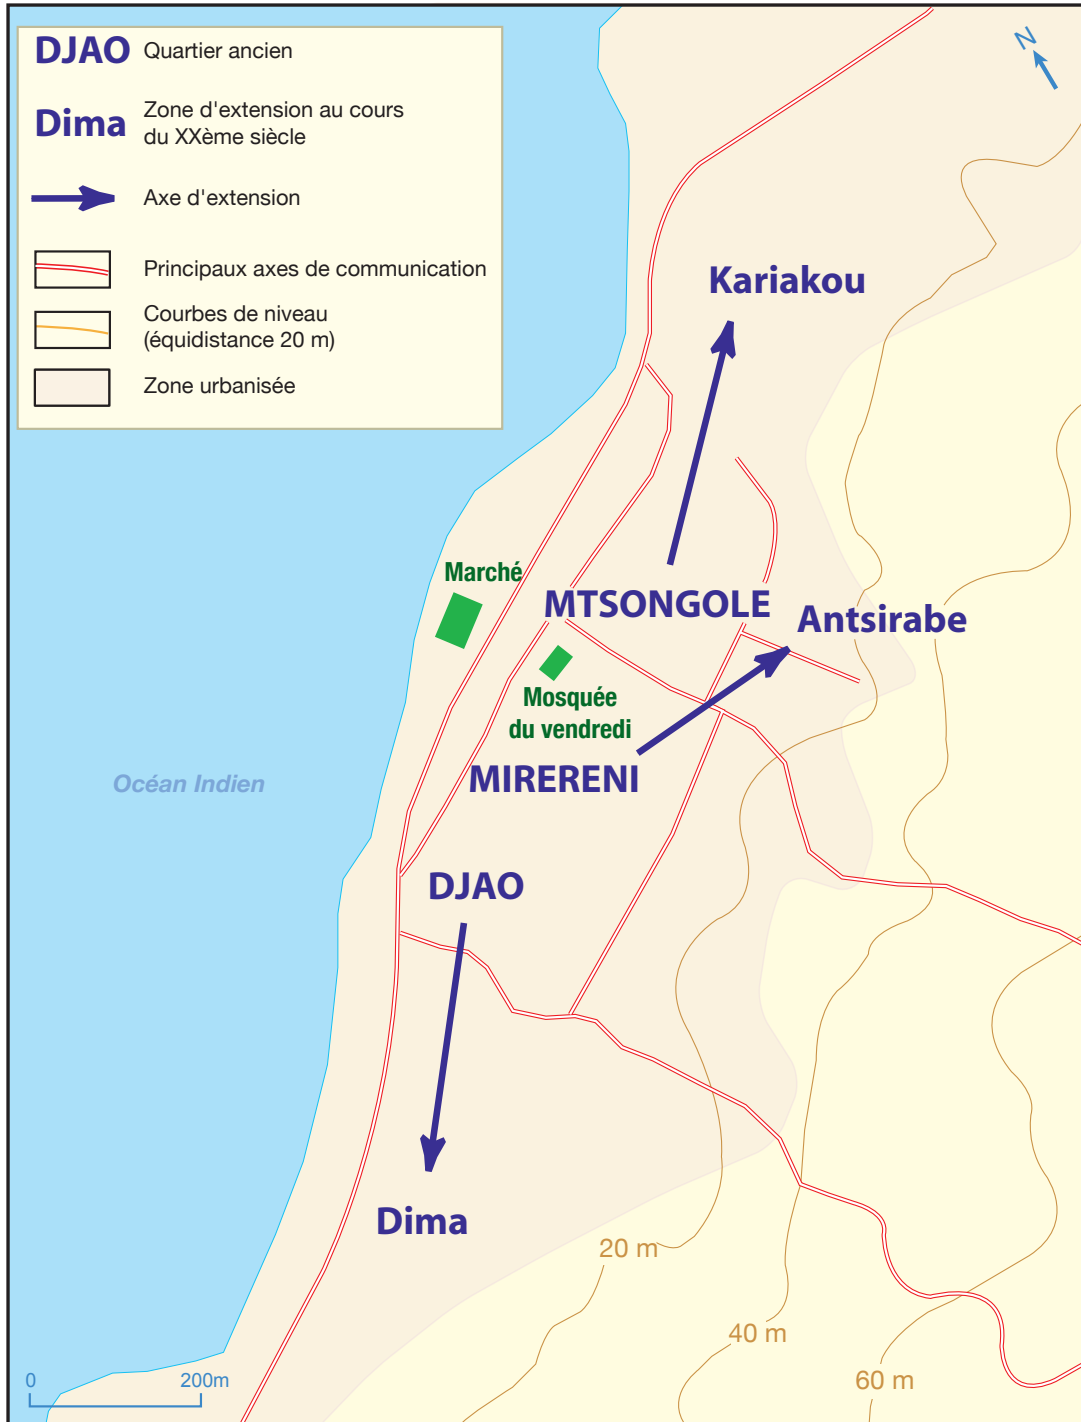 DJAO
Quartier ancien
Dima
Zone d'extension au cours
du XXème siècle
Axe d'extension
Principaux axes de communication
Courbes de niveau
(équidistance 20 m)
Zone urbanisée
N
Kariakou
Marché
MTSONGOLE
Antsirabe
Mosquée
du vendredi
MIRERENI
Océan Indien
DJAO
Dima
20 m
40 m
60 m
0
200m